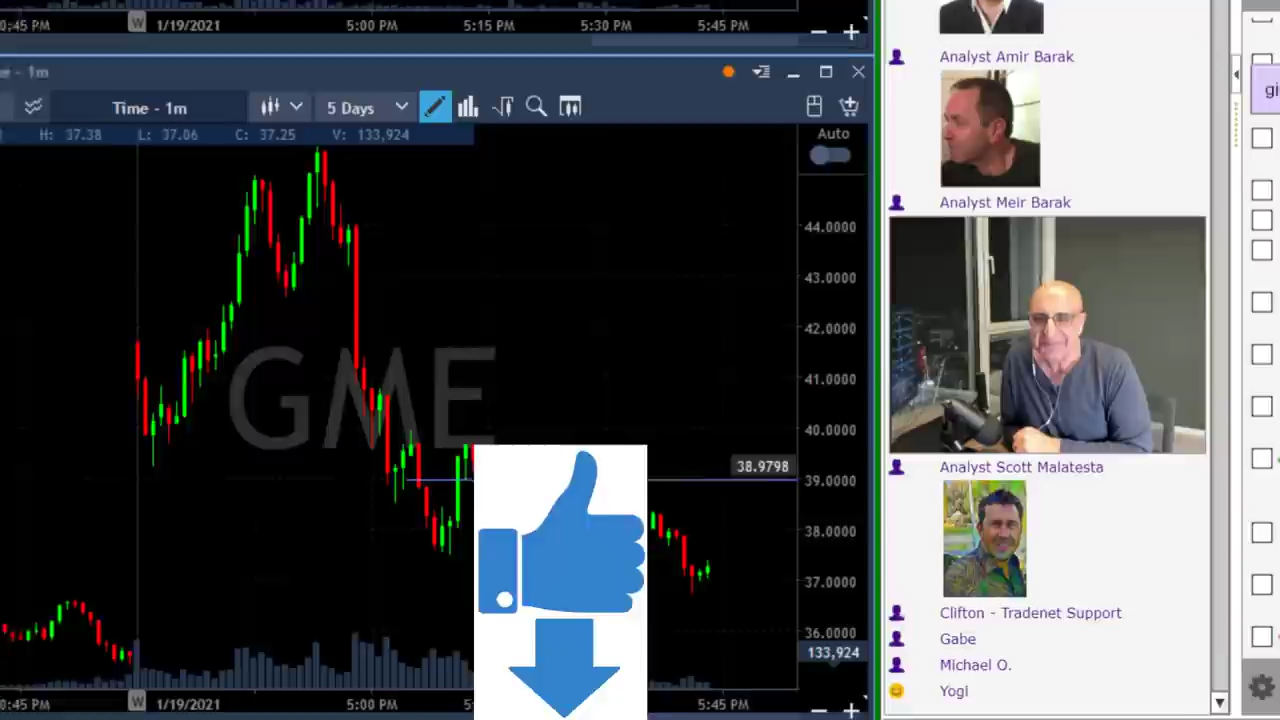 0:45 PM W 1/19/2021 5:00 PM 5:15 PM 5:30 PM 5:45 PM
- 1m
Time - 1m 5 Days
H: 37.38 L: 37.06 C: 37.25 V: 133,924
Auto
44.0000
43.0000
42.0000
41.0000
40.0000
GME
38.9798
39.0000
38.0000
37.0000
36.0000
133,924
0:45 PM W 1/19/2021 5:00 PM 5:45 PM
Analyst Amir Barak
Analyst Meir Barak
Analyst Scott Malatesta
Clifton - Tradenet Support
Gabe
Michael O.
Yogi
gi